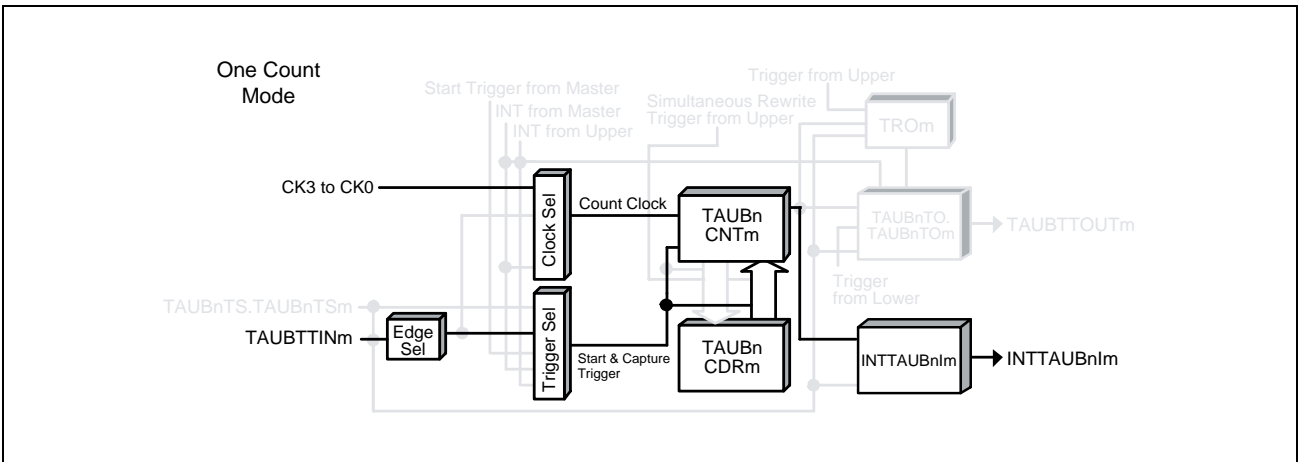 One Count
Mode
Trigger from Upper
Start Trigger from Master
Simultaneous Rewrite
Trigger from Upper
INT from Master
INT from Upper
TROm
CK3 to CK0
Clock Sel
Count Clock
TAUBn
CNTm
TAUBnTO.
TAUBnTOm
TAUBTTOUTm
Trigger
from Lower
TAUBnTS.TAUBnTSm
TAUBTTINm
Edge
Sel
Trigger Sel
Start & Capture
Trigger
TAUBn
CDRm
INTTAUBnIm
INTTAUBnIm